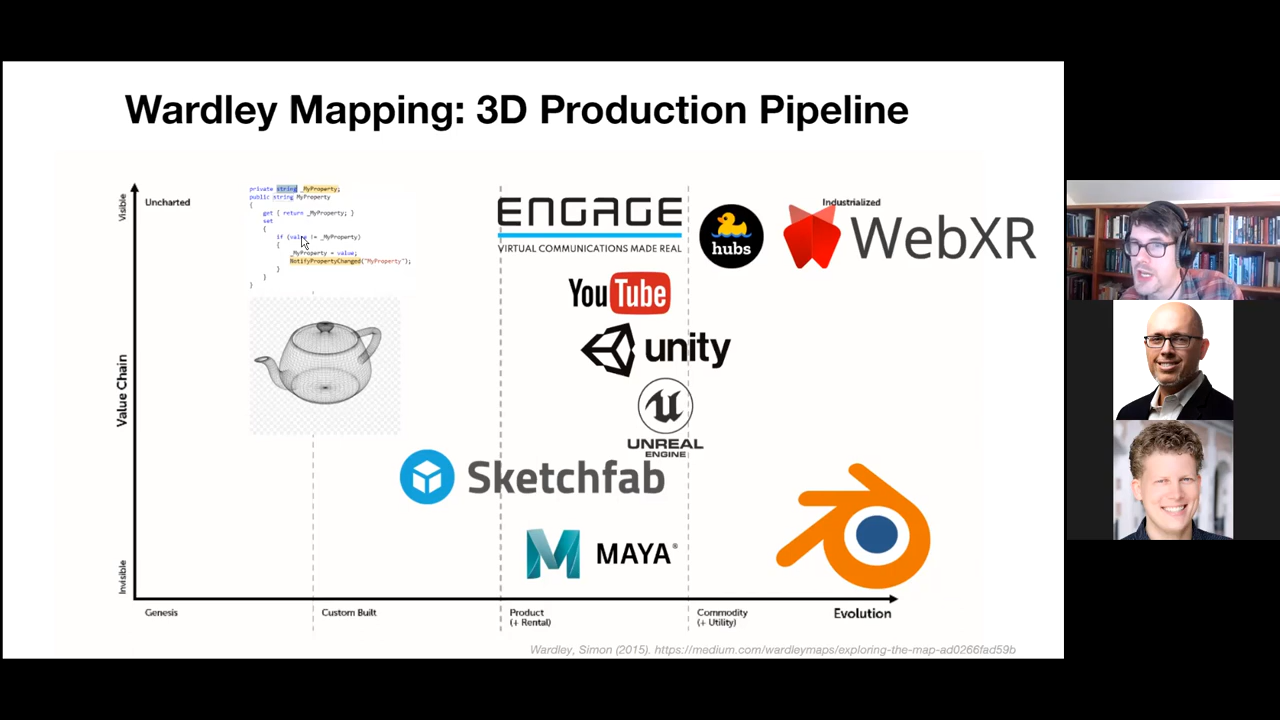 Wardley Mapping: 3D Production Pipeline
Visible
Uncharted
Industrialized
private string _MyProperty;
public string MyProperty
{
get { return _MyProperty; }
set
{
if (value != _MyProperty)
{
_MyProperty = value;
NotifyPropertyChanged("MyProperty");
}
}
}
ENGAGE
VIRTUAL COMMUNICATIONS MADE REAL
hubs
WebXR
YouTube
unity
UNREAL
ENGINE
Sketchfab
MAYA®
Value Chain
Invisible
Genesis
Custom Built
Product
(+ Rental)
Commodity
(+ Utility)
Evolution
Wardley, Simon (2015). https://medium.com/wardleymaps/exploring-the-map-ad0266fad59b